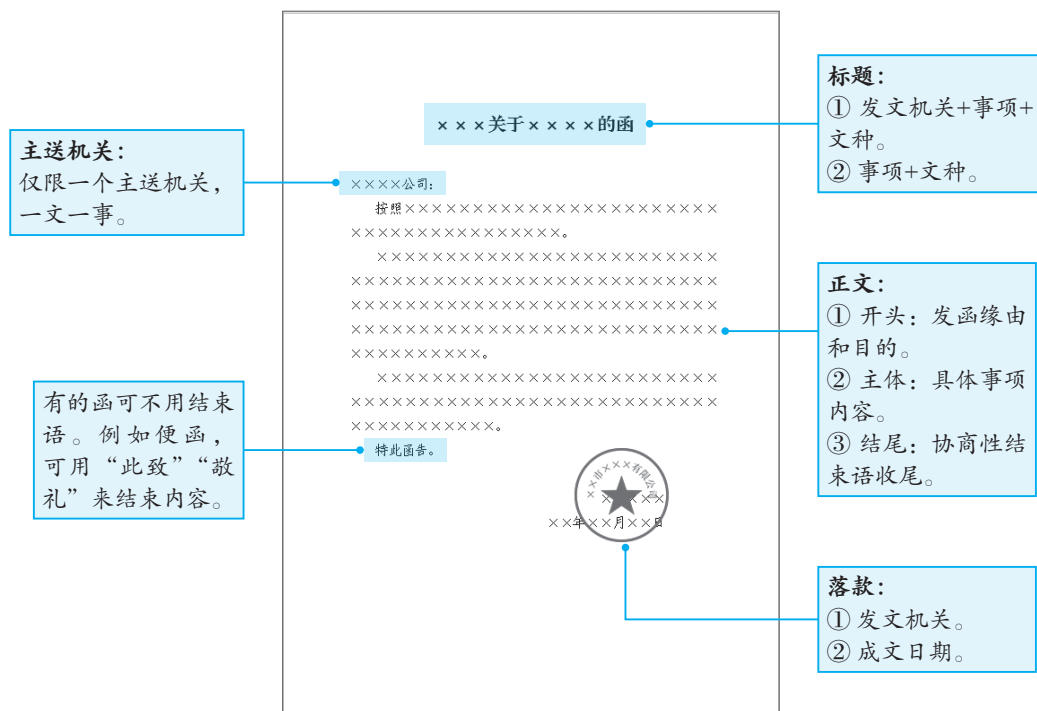 ×××关于××××的函
标题：
① 发文机关+事项+
文种。
② 事项+文种。
主送机关：
仅限一个主送机关，
一文一事。
××××公司：
按照××××××××××××××××××××××××
××××××××××××××××。
××××××××××××××××××××××××××
××××××××××××××××××××××××××××
××××××××××××××××××××××××××××
××××××××××××××××××××××××××××
××××××××××。
××××××××××××××××××××××××××
××××××××××××××××××××××××××××
×××××××××××。
正文：
① 开头：发函缘由
和目的。
② 主体：具体事项
内容。
③ 结尾：协商性结
束语收尾。
有的函可不用结束
语。例如便函，
可用“此致”“敬
礼”来结束内容。
特此函告。
××市×××有限公司
×××××
××年××月××日
落款：
① 发文机关。
② 成文日期。